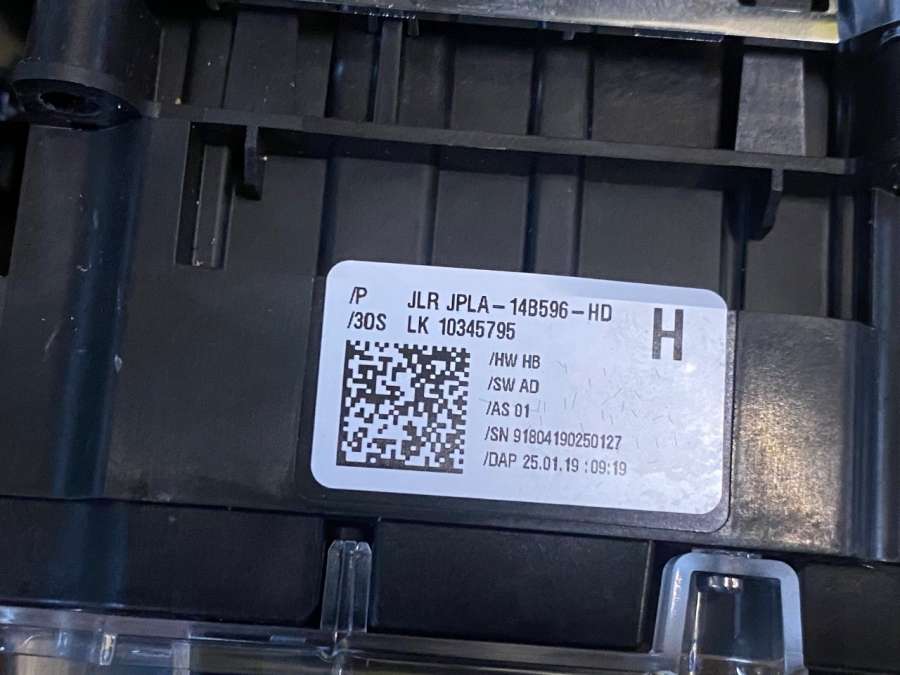 /P JLR JPLA-14B596-HD
H
/30S LK 10345795
/HW HB
/SW AD
/AS 01
/SN 91804190250127
/DAP 25.01.19 :09:19